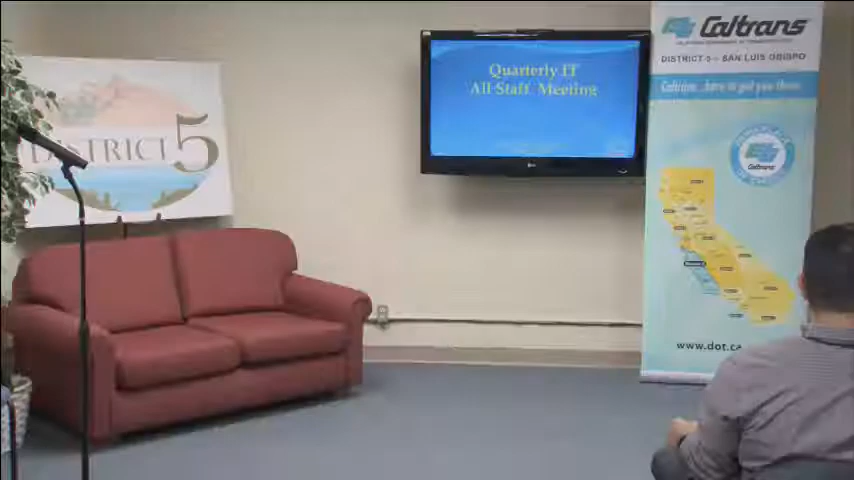 DISTRICT 5
Quarterly IT
All Staff Meeting
LG
Caltrans
DISTRICT 5 - SAN LUIS OBISPO
Caltrans...here to get you there
www.dot.ca